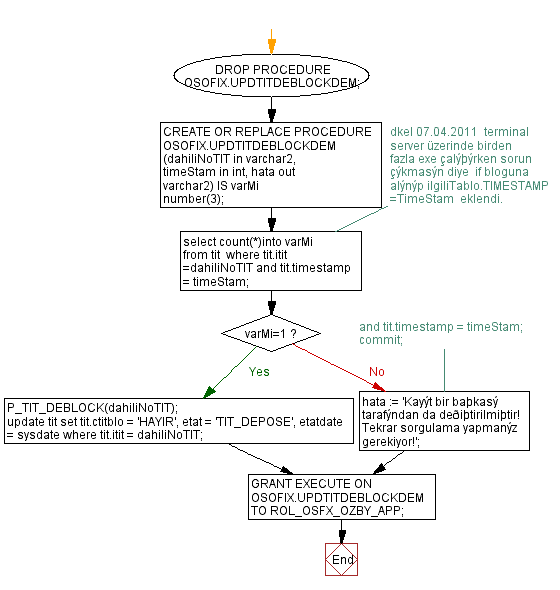 DROP PROCEDURE
OSOFIX.UPDTITDEBLOCKDEM;
CREATE OR REPLACE PROCEDURE
OSOFIX.UPDTITDEBLOCKDEM
(dahiliNoTIT in varchar2,
timeStam in int, hata out
varchar2) IS varMi
number(3);
dkel 07.04.2011 terminal
server üzerinde birden
fazla exe çalýþýrken sorun
çýkmasýn diye if bloguna
alýnýp ilgiliTablo.TIMESTAMP
=TimeStam eklendi.
select count(*)into varMi
from tit where tit.itit
=dahiliNoTIT and tit.timestamp
= timeStam;
varMi=1 ?
and tit.timestamp = timeStam;
commit;
Yes
No
P_TIT_DEBLOCK(dahiliNoTIT);
update tit set tit.ctitblo = 'HAYIR', etat = 'TIT_DEPOSE', etatdate
= sysdate where tit.itit = dahiliNoTIT;
hata := 'Kayýt bir baþkasý
tarafýndan da deðiþtirilmiþtir!
Tekrar sorgulama yapmanýz
gerekiyor!';
GRANT EXECUTE ON
OSOFIX.UPDTITDEBLOCKDEM
TO ROL_OSFX_OZBY_APP;
End